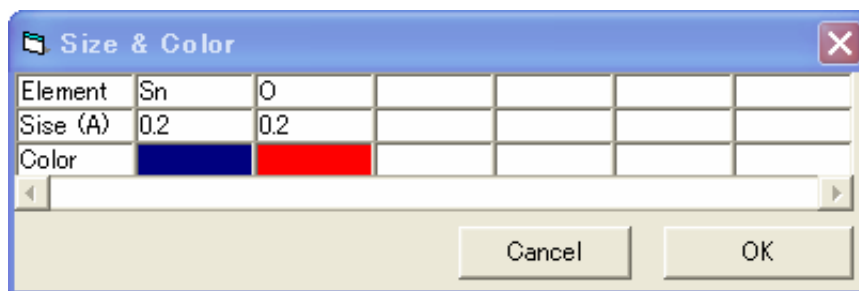 Size & Color
Element Sn O
Sise (A) 0.2 0.2
Color
Cancel OK